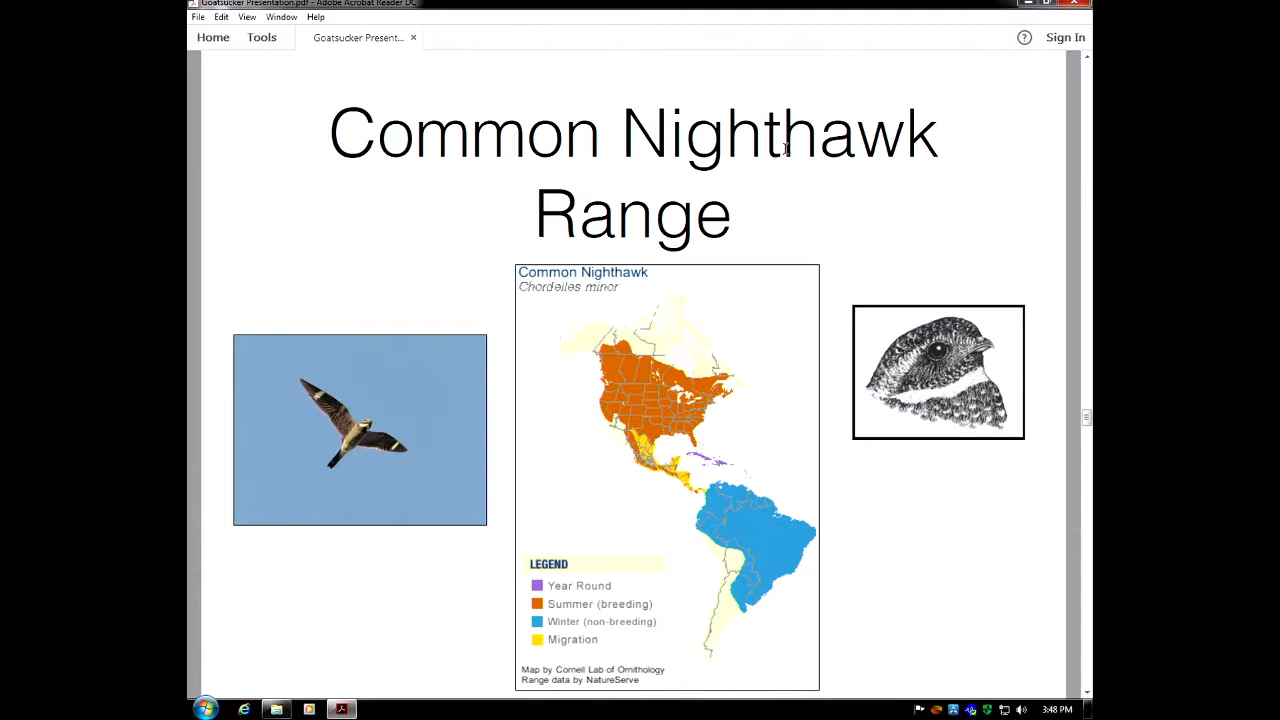 Goatsucker Presentation.pdf - Adobe Acrobat Reader DC
File Edit View Window Help
Home Tools Goatsucker Present... × ? Sign In
Common Nighthawk
Range
Common Nighthawk
Chordeiles minor
LEGEND
Year Round
Summer (breeding)
Winter (non-breeding)
Migration
Map by Cornell Lab of Ornithology
Range data by NatureServe
3:48 PM